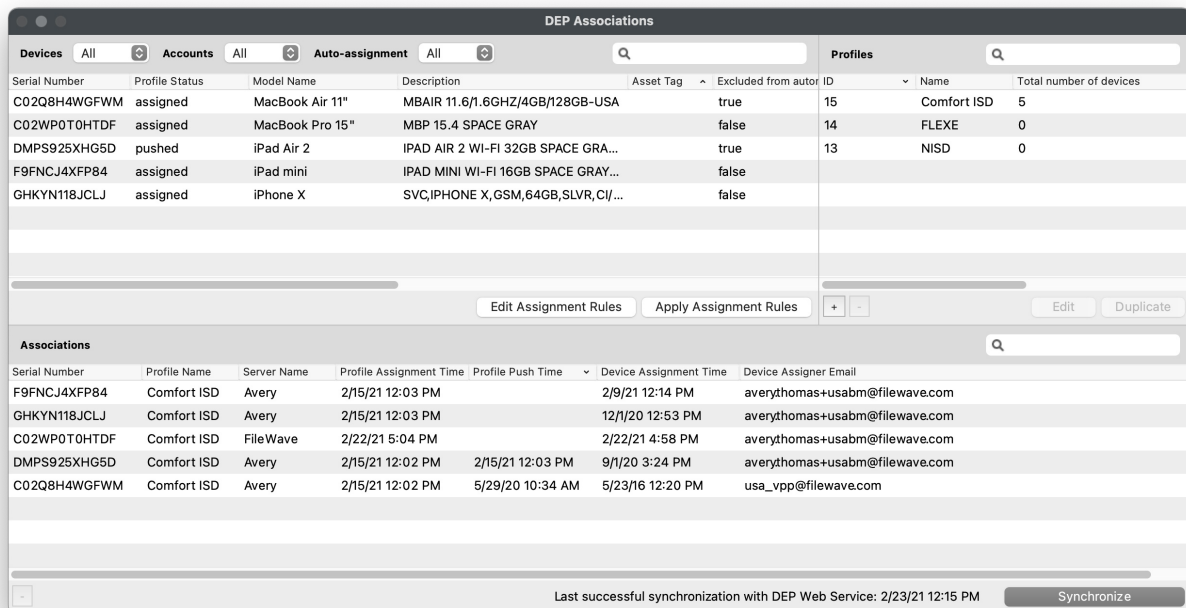 DEP Associations
Devices All Accounts All Auto-assignment All
Profiles
Serial Number Profile Status Model Name Description Asset Tag Excluded from autor
C02Q8H4WGFWM assigned MacBook Air 11" MBAIR 11.6/1.6GHZ/4GB/128GB-USA true
C02WP0T0HTDF assigned MacBook Pro 15" MBP 15.4 SPACE GRAY false
DMPS925XHG5D pushed iPad Air 2 IPAD AIR 2 WI-FI 32GB SPACE GRA... true
F9FNCJ4XFP84 assigned iPad mini IPAD MINI WI-FI 16GB SPACE GRAY... false
GHKYN118JCLJ assigned iPhone X SVC,IPHONE X,GSM,64GB,SLVR,CI/... false
ID Name Total number of devices
15 Comfort ISD 5
14 FLEXE 0
13 NISD 0
Edit Assignment Rules Apply Assignment Rules
+ - Edit Duplicate
Associations
Serial Number Profile Name Server Name Profile Assignment Time Profile Push Time Device Assignment Time Device Assigner Email
F9FNCJ4XFP84 Comfort ISD Avery 2/15/21 12:03 PM 2/9/21 12:14 PM avery.thomas+usabm@filewave.com
GHKYN118JCLJ Comfort ISD Avery 2/15/21 12:03 PM 12/1/20 12:53 PM avery.thomas+usabm@filewave.com
C02WP0T0HTDF Comfort ISD FileWave 2/22/21 5:04 PM 2/22/21 4:58 PM avery.thomas+usabm@filewave.com
DMPS925XHG5D Comfort ISD Avery 2/15/21 12:02 PM 2/15/21 12:03 PM 9/1/20 3:24 PM avery.thomas+usabm@filewave.com
C02Q8H4WGFWM Comfort ISD Avery 2/15/21 12:02 PM 5/29/20 10:34 AM 5/23/16 12:20 PM usa_vpp@filewave.com
- Last successful synchronization with DEP Web Service: 2/23/21 12:15 PM Synchronize